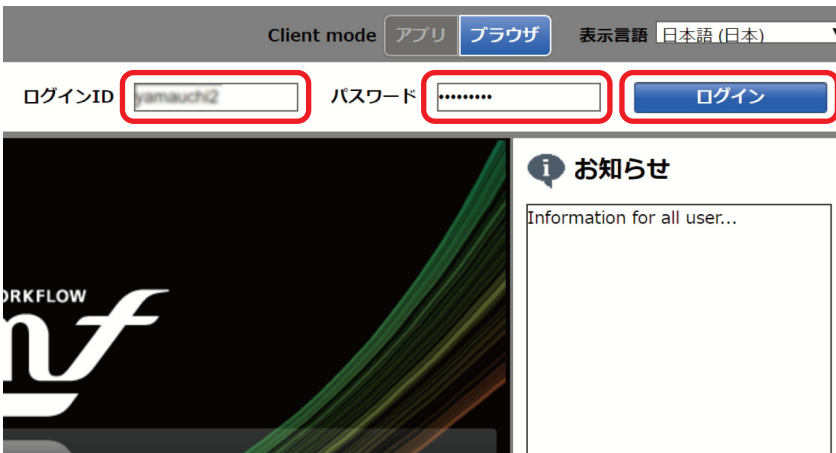 Client mode アプリ ブラウザ 表示言語 日本語 (日本)
ログインID yamauchi2 パスワード ••••••••• ログイン
お知らせ
Information for all user...
ORKFLOW
mf